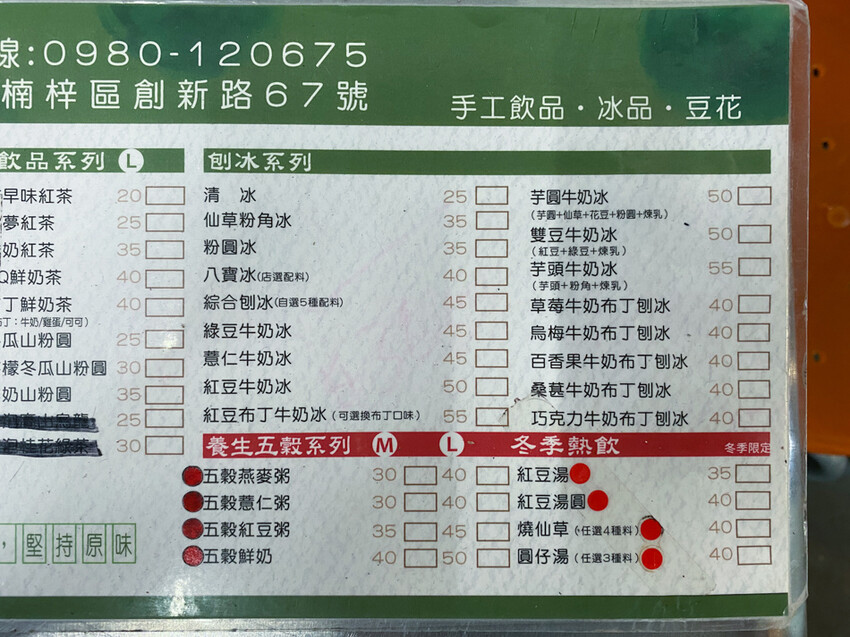 線:0980-120675
楠梓區創新路67號
手工飲品·冰品·豆花
飲品系列 L
早味紅茶 20
夢紅茶 25
奶紅茶 35
Q鮮奶茶 40
丁鮮奶茶 40
丁：牛奶/雞蛋/可可)
瓜山粉圓 25
檬冬瓜山粉圓 30
奶山粉圓 35
25
30
，堅持原味
刨冰系列
清 冰 25
仙草粉角冰 35
粉圓冰 35
八寶冰(店選配料) 40
綜合刨冰(自選5種配料) 45
綠豆牛奶冰 45
薏仁牛奶冰 45
紅豆牛奶冰 50
紅豆布丁牛奶冰(可選換布丁口味) 55
芋圓牛奶冰 50
(芋圓+仙草+花豆+粉圓+煉乳)
雙豆牛奶冰 50
(紅豆+綠豆+煉乳)
芋頭牛奶冰 55
(芋頭+粉角+煉乳)
草莓牛奶布丁刨冰 40
烏梅牛奶布丁刨冰 40
百香果牛奶布丁刨冰 40
桑葚牛奶布丁刨冰 40
巧克力牛奶布丁刨冰 40
養生五穀系列 M L
五穀燕麥粥 30 40
五穀薏仁粥 30 40
五穀紅豆粥 35 45
五穀鮮奶 40 50
冬季熱飲 冬季限定
紅豆湯 35
紅豆湯圓 40
燒仙草(任選4種料) 40
圓仔湯(任選3種料) 40